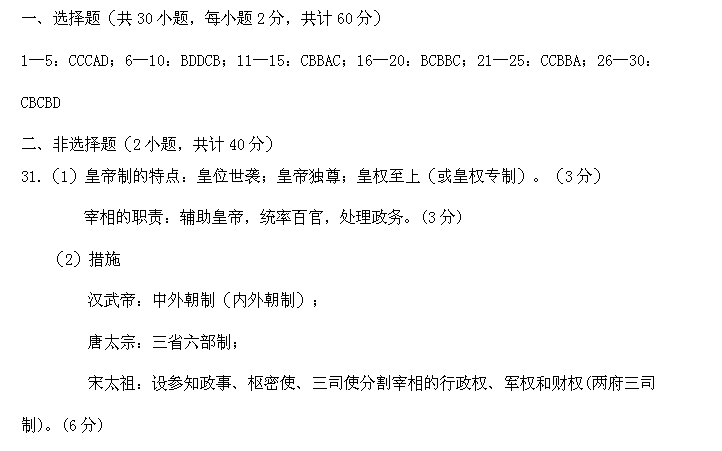 一、选择题（共 30 小题，每小题 2 分，共计 60 分）
1—5：CCCAD；6—10：BDDCB；11—15：CBBAC；16—20：BCBBC；21—25：CCBBA；26—30：
CBCBD
二、非选择题（2 小题，共计 40 分）
31.（1）皇帝制的特点：皇位世袭；皇帝独尊；皇权至上（或皇权专制）。（3 分）
宰相的职责：辅助皇帝，统率百官，处理政务。(3 分)
（2）措施
汉武帝：中外朝制（内外朝制）；
唐太宗：三省六部制；
宋太祖：设参知政事、枢密使、三司使分割宰相的行政权、军权和财权(两府三司
制)。(6 分)